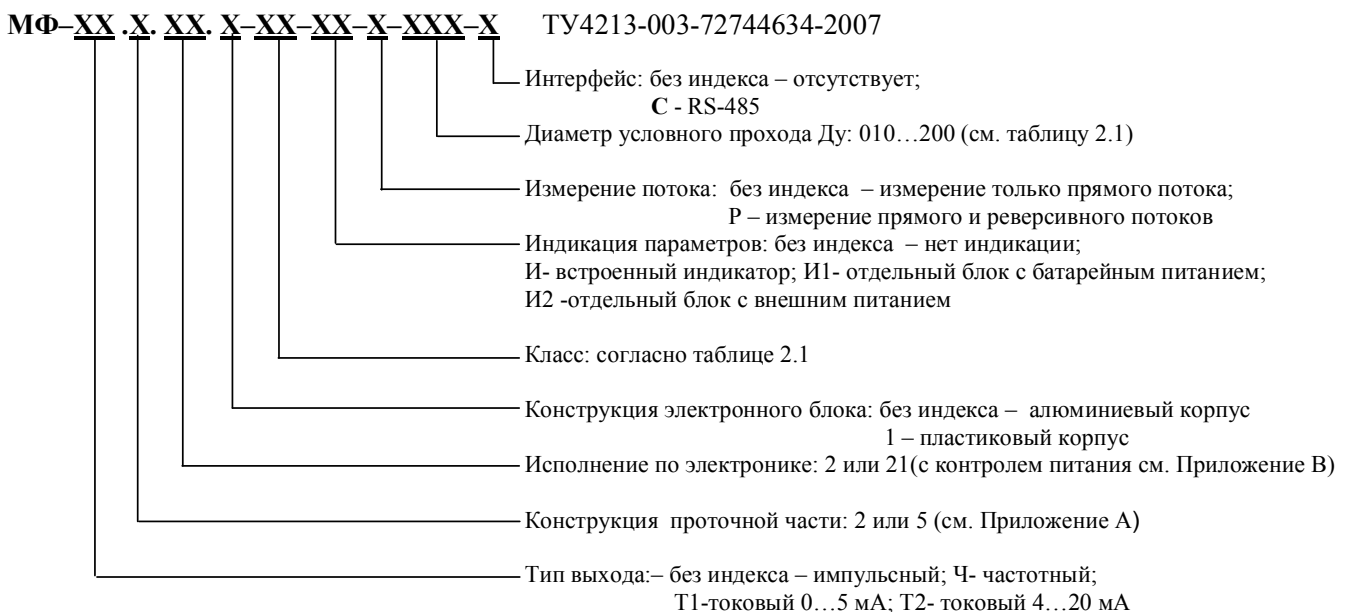 МФ–XX .X. XX. X–XX–XX–X–XXX–X ТУ4213-003-72744634-2007
Интерфейс: без индекса – отсутствует;
С - RS-485
Диаметр условного прохода Ду: 010…200 (см. таблицу 2.1)
Измерение потока: без индекса – измерение только прямого потока;
Р – измерение прямого и реверсивного потоков
Индикация параметров: без индекса – нет индикации;
И- встроенный индикатор; И1- отдельный блок с батарейным питанием;
И2 -отдельный блок с внешним питанием
Класс: согласно таблице 2.1
Конструкция электронного блока: без индекса – алюминиевый корпус
1 – пластиковый корпус
Исполнение по электронике: 2 или 21(с контролем питания см. Приложение В)
Конструкция проточной части: 2 или 5 (см. Приложение А)
Тип выхода:– без индекса – импульсный; Ч- частотный;
Т1-токовый 0…5 мА; Т2- токовый 4…20 мА